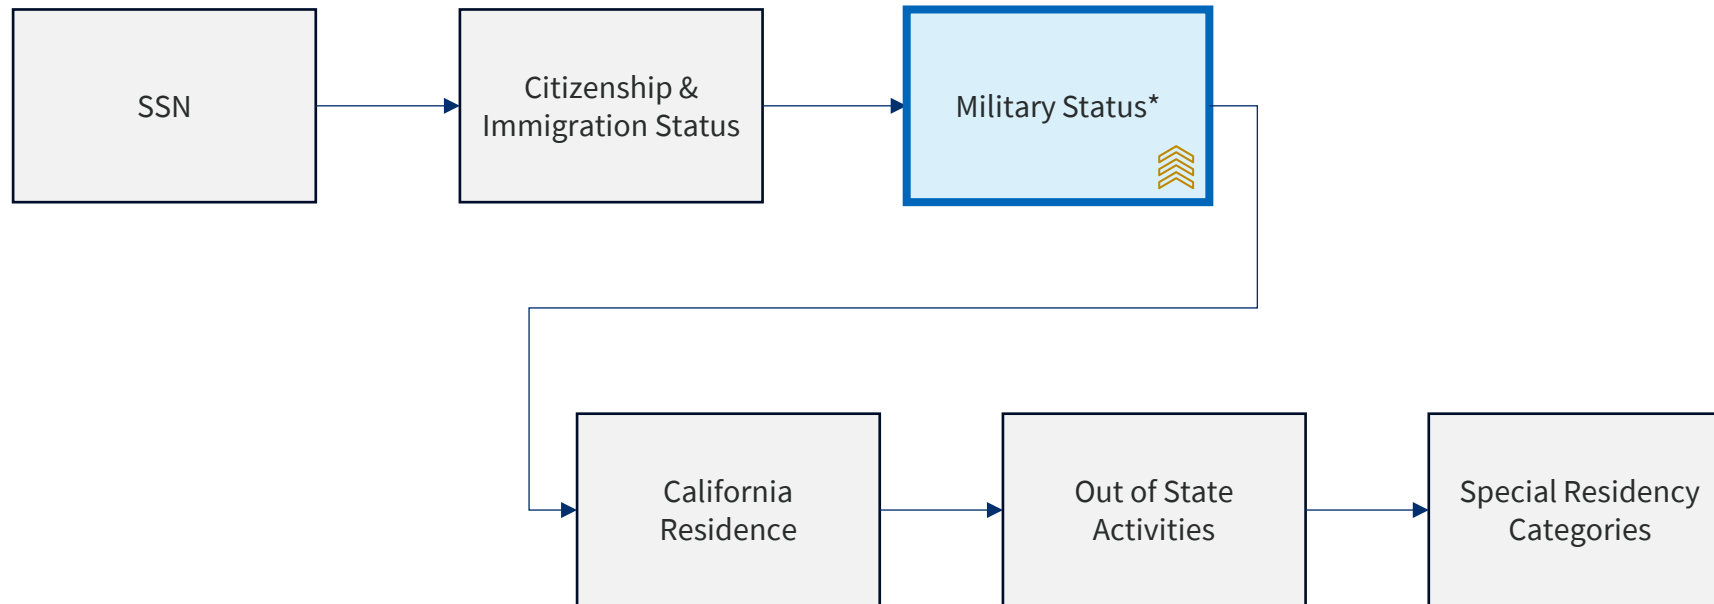 SSN
Citizenship &
Immigration Status
Military Status*
California
Residence
Out of State
Activities
Special Residency
Categories